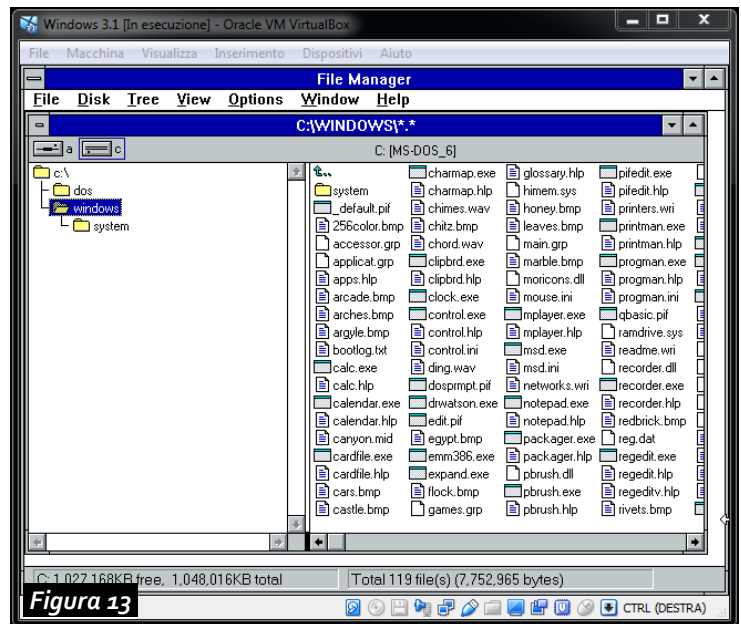 Windows 3.1 [In esecuzione] - Oracle VM VirtualBox
File Macchina Visualizza Inserimento Dispositivi Aiuto
File Manager
File Disk Tree View Options Window Help
C:\WINDOWS\*.*
a c C: [MS-DOS_6]
c:\
dos
windows
system
..
system
_default.pif
256color.bmp
accessor.grp
applicat.grp
apps.hlp
arcade.bmp
arches.bmp
argyle.bmp
bootlog.txt
calc.exe
calc.hlp
calendar.exe
calendar.hlp
canyon.mid
cardfile.exe
cardfile.hlp
cars.bmp
castle.bmp
charmap.exe
charmap.hlp
chimes.wav
chitz.bmp
chord.wav
clipbrd.exe
clipbrd.hlp
clock.exe
control.exe
control.hlp
control.ini
ding.wav
dosprmpt.pif
drwatson.exe
edit.pif
egypt.bmp
emm386.exe
expand.exe
flock.bmp
games.grp
glossary.hlp
himem.sys
honey.bmp
leaves.bmp
main.grp
marble.bmp
moricons.dll
mouse.ini
mplayer.exe
mplayer.hlp
msd.exe
msd.ini
networks.wri
notepad.exe
notepad.hlp
packager.exe
packager.hlp
pbrush.dll
pbrush.exe
pbrush.hlp
pifedit.exe
pifedit.hlp
printers.wri
printman.exe
printman.hlp
progman.exe
progman.hlp
progman.ini
qbasic.pif
ramdrive.sys
readme.wri
recorder.dll
recorder.exe
recorder.hlp
redbrick.bmp
reg.dat
regedit.exe
regedit.hlp
regeditv.hlp
rivets.bmp
C: 1,027,168KB free, 1,048,016KB total Total 119 file(s) (7,752,965 bytes)
Figura 13
CTRL (DESTRA)